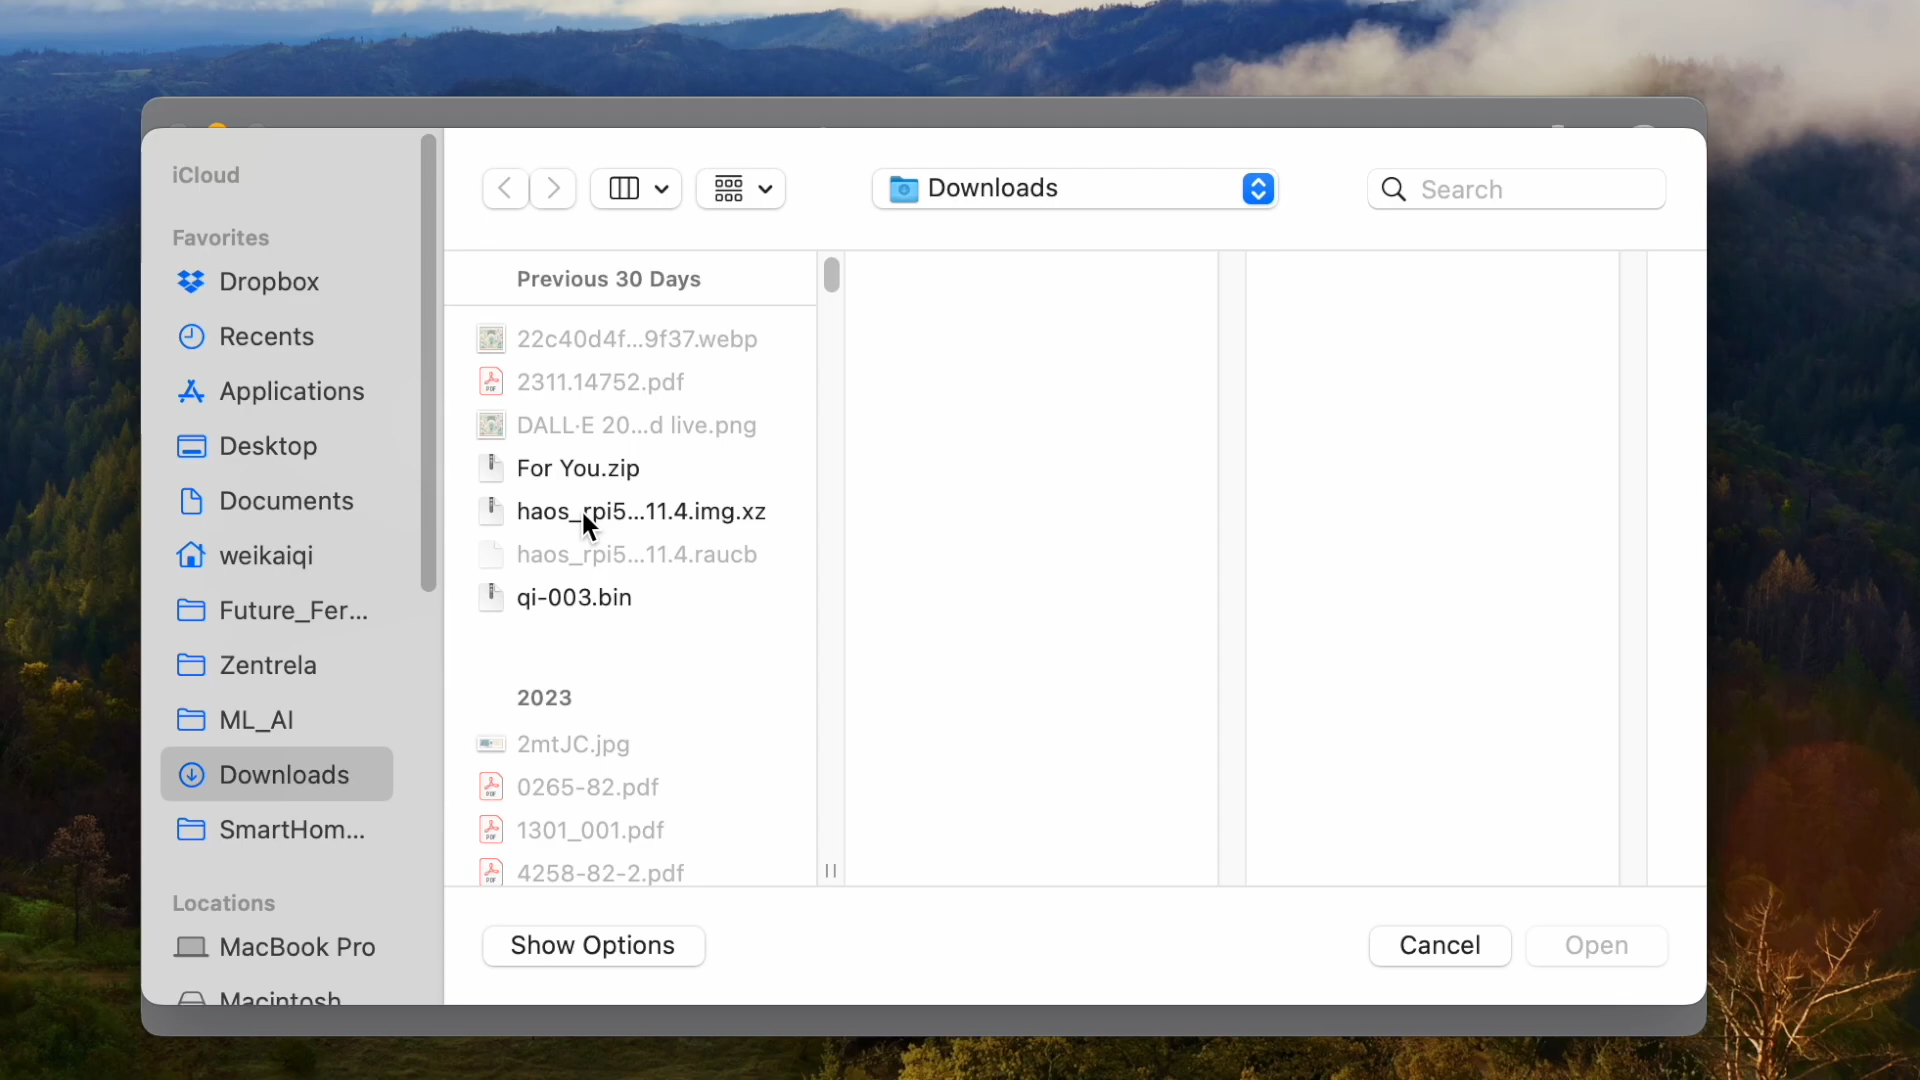 iCloud
Favorites
Dropbox
Recents
Applications
Desktop
Documents
weikaiqi
Future_Fer...
Zentrela
ML_AI
Downloads
SmartHom...
Locations
MacBook Pro
Macintosh
Downloads
Search
Previous 30 Days
22c40d4f...9f37.webp
2311.14752.pdf
DALL·E 20...d live.png
For You.zip
haos_rpi5...11.4.img.xz
haos_rpi5...11.4.raucb
qi-003.bin
2023
2mtJC.jpg
0265-82.pdf
1301_001.pdf
4258-82-2.pdf
Show Options
Cancel
Open